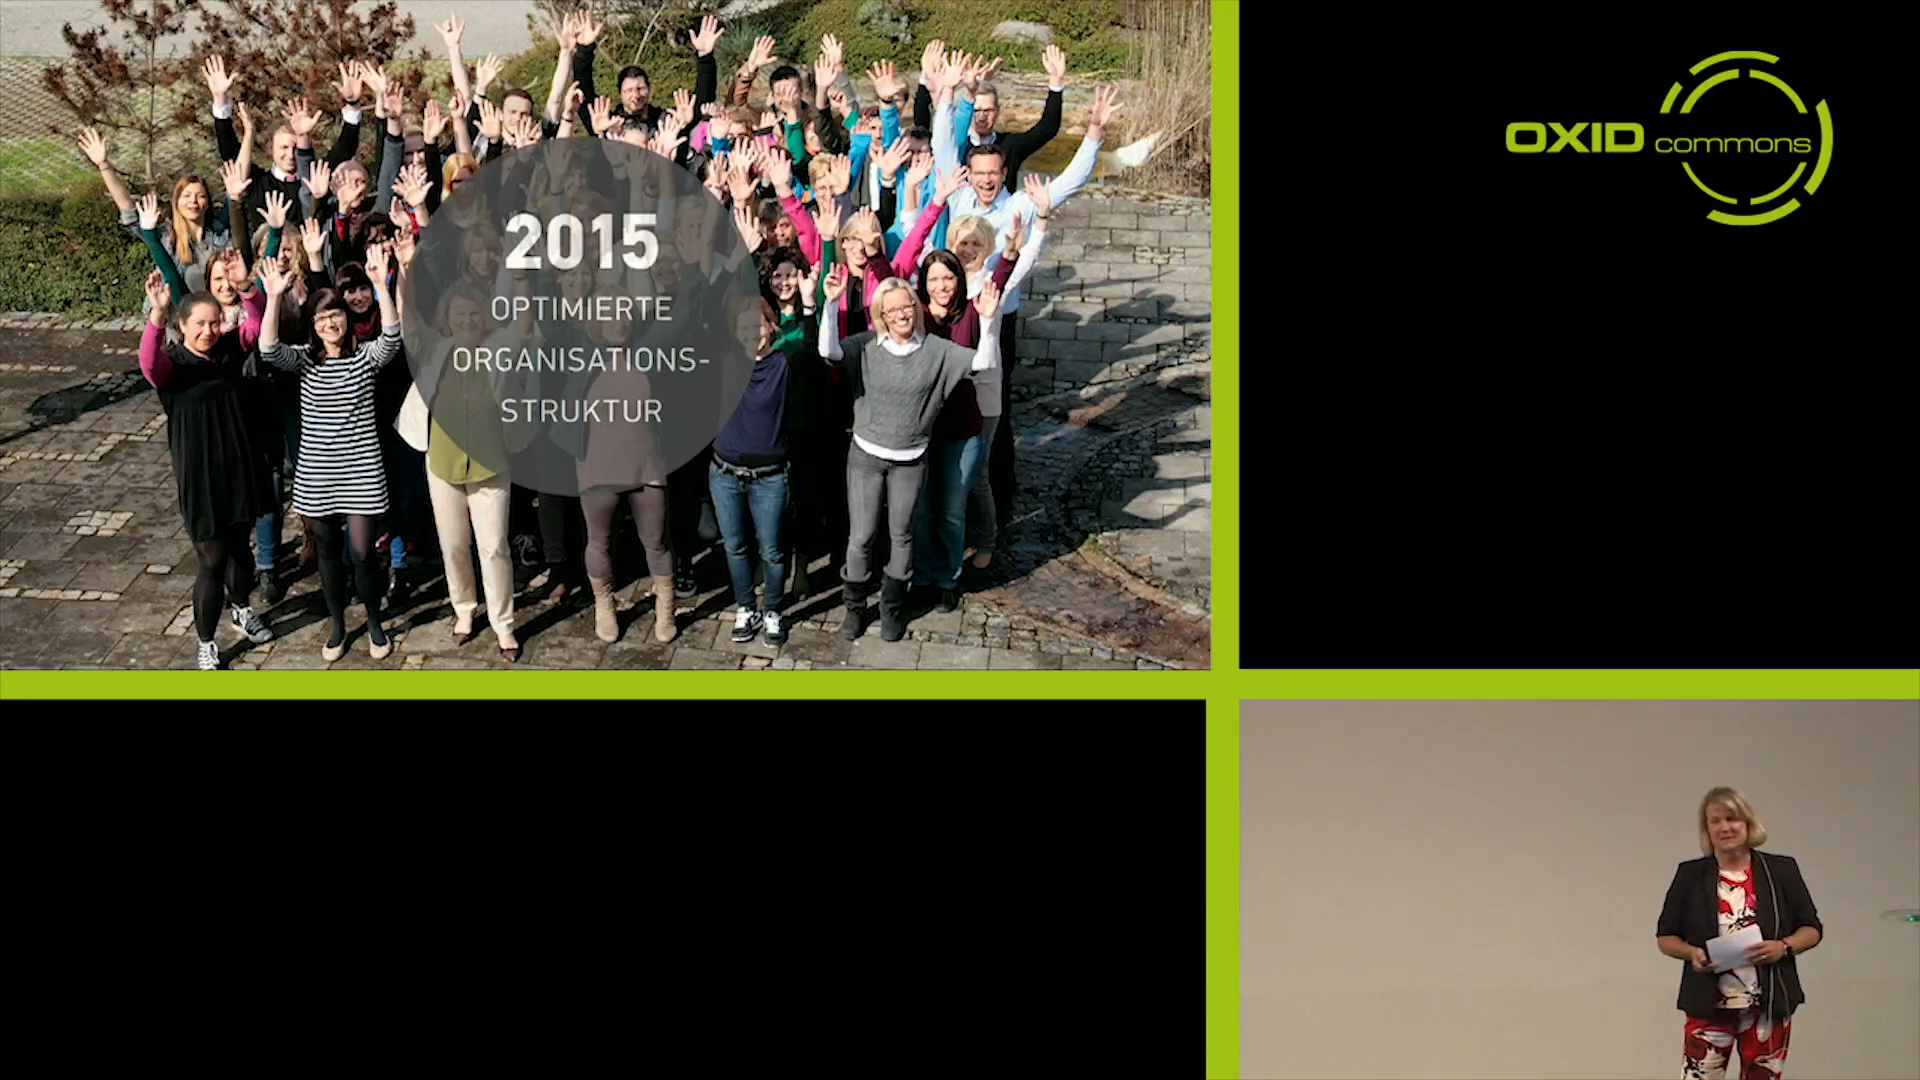 2015
OPTIMIERTE
ORGANISATIONS-
STRUKTUR
OXID commons